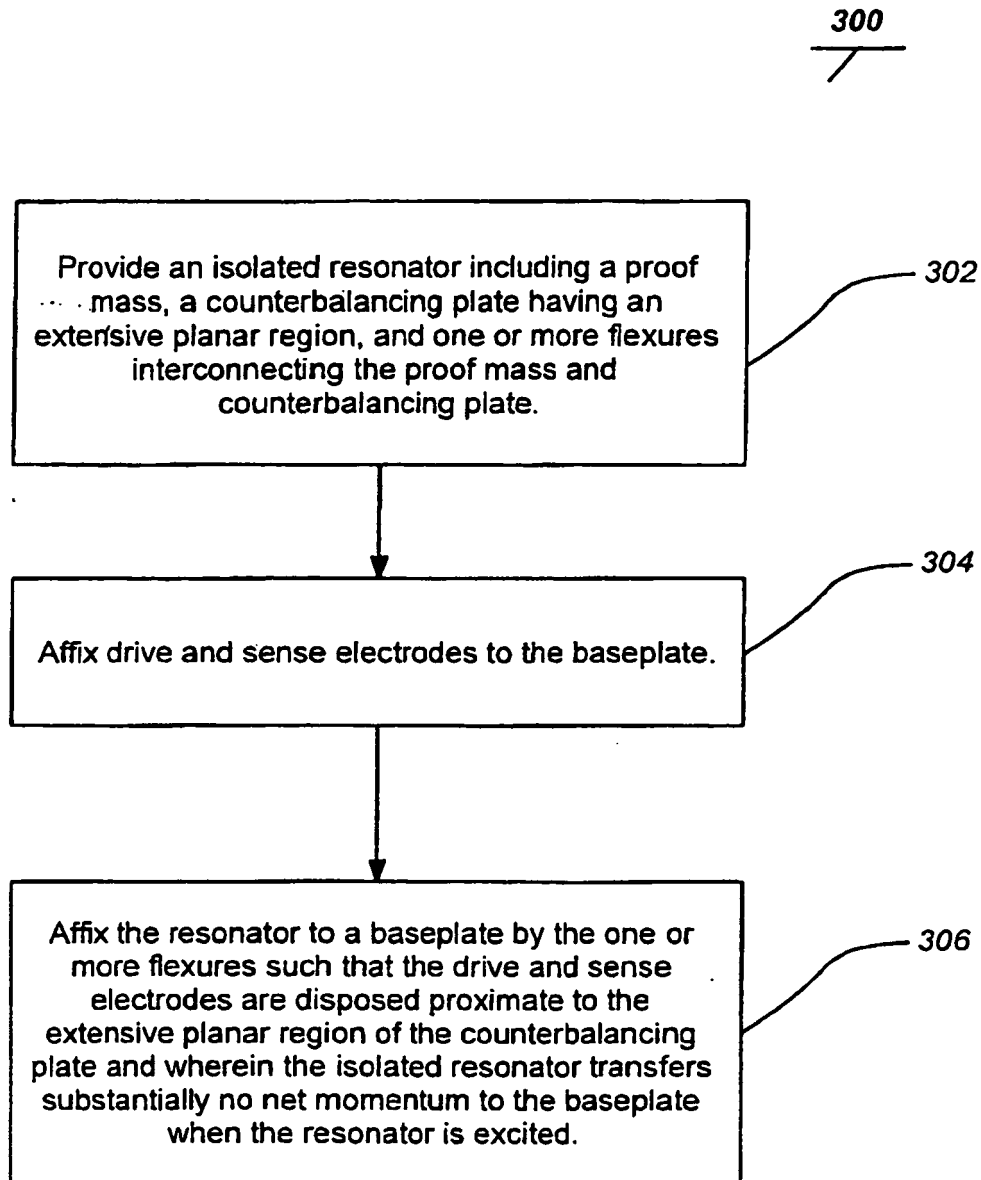 300
Provide an isolated resonator including a proof
mass, a counterbalancing plate having an
extensive planar region, and one or more flexures
interconnecting the proof mass and
counterbalancing plate.
302
304
Affix drive and sense electrodes to the baseplate.
Affix the resonator to a baseplate by the one or
more flexures such that the drive and sense
electrodes are disposed proximate to the
extensive planar region of the counterbalancing
plate and wherein the isolated resonator transfers
substantially no net momentum to the baseplate
when the resonator is excited.
306